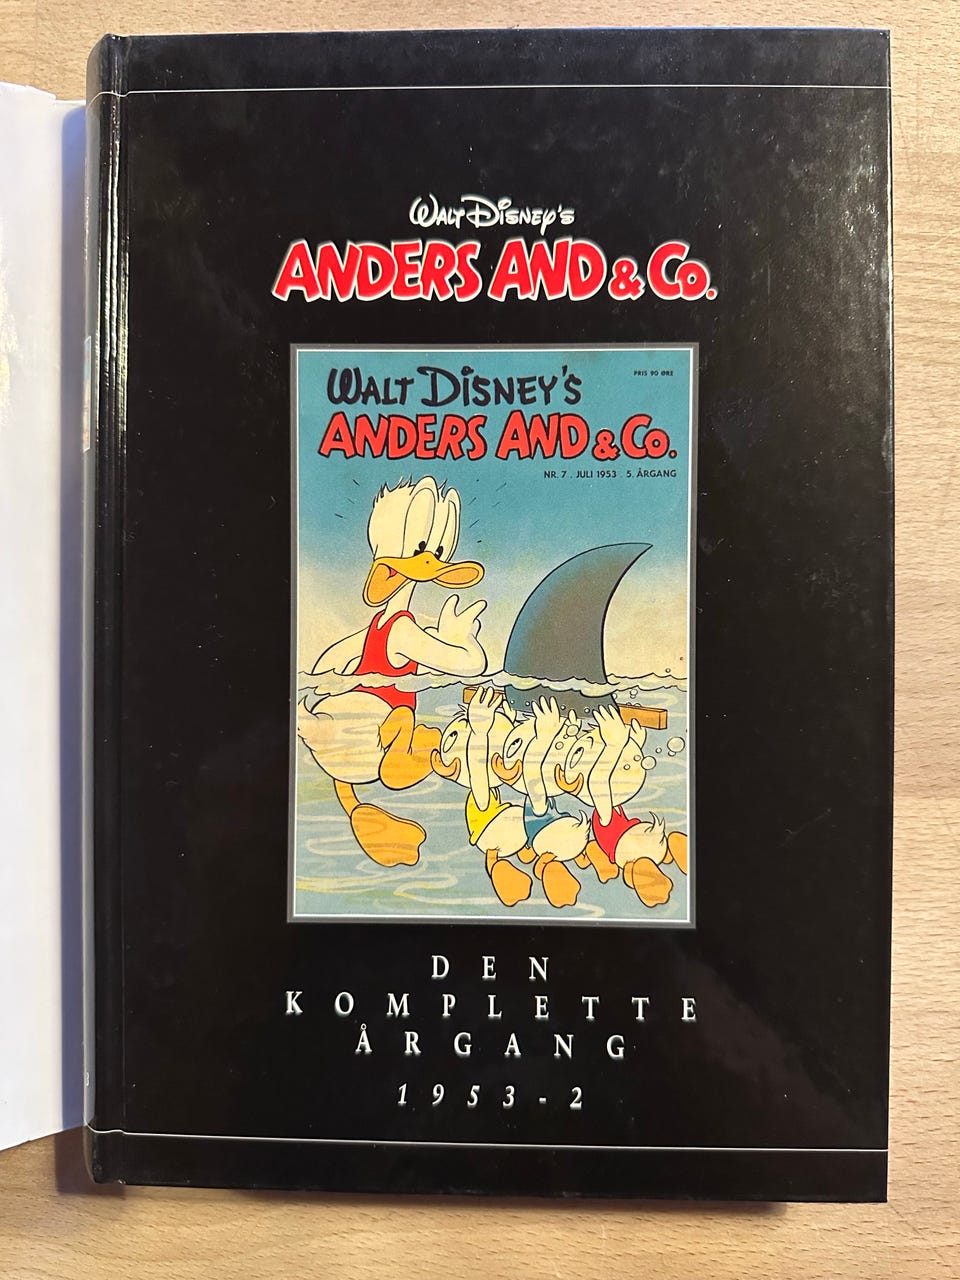 WALT DISNEY'S
ANDERS AND & Co.
WALT DISNEY'S
PRIS 90 ØRE
ANDERS AND & Co.
NR. 7 . JULI 1953 . 5. ÅRGANG
DEN
KOMPLETTE
ÅRGANG
1953-2